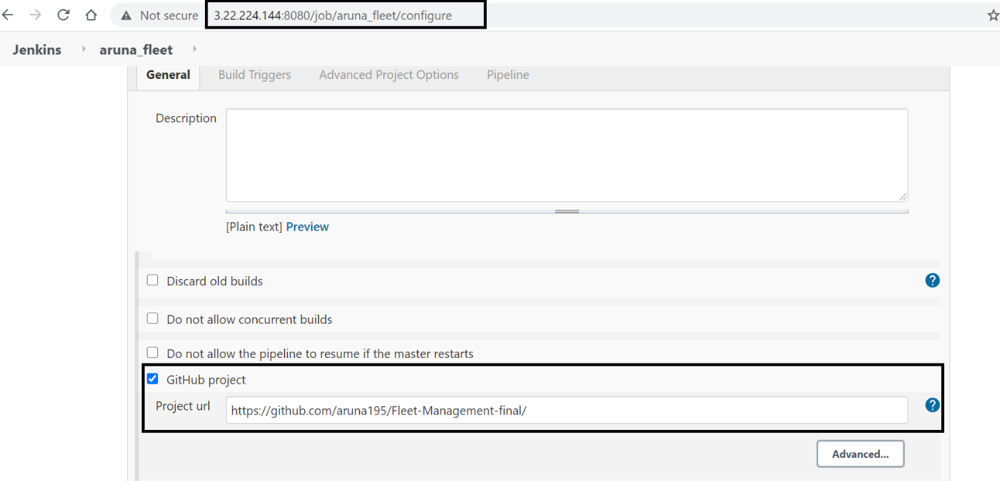 Not secure 3.22.224.144:8080/job/aruna_fleet/configure
Jenkins aruna_fleet
General Build Triggers Advanced Project Options Pipeline
Description
[Plain text] Preview
Discard old builds ?
Do not allow concurrent builds
Do not allow the pipeline to resume if the master restarts
GitHub project
Project url https://github.com/aruna195/Fleet-Management-final/ ?
Advanced...